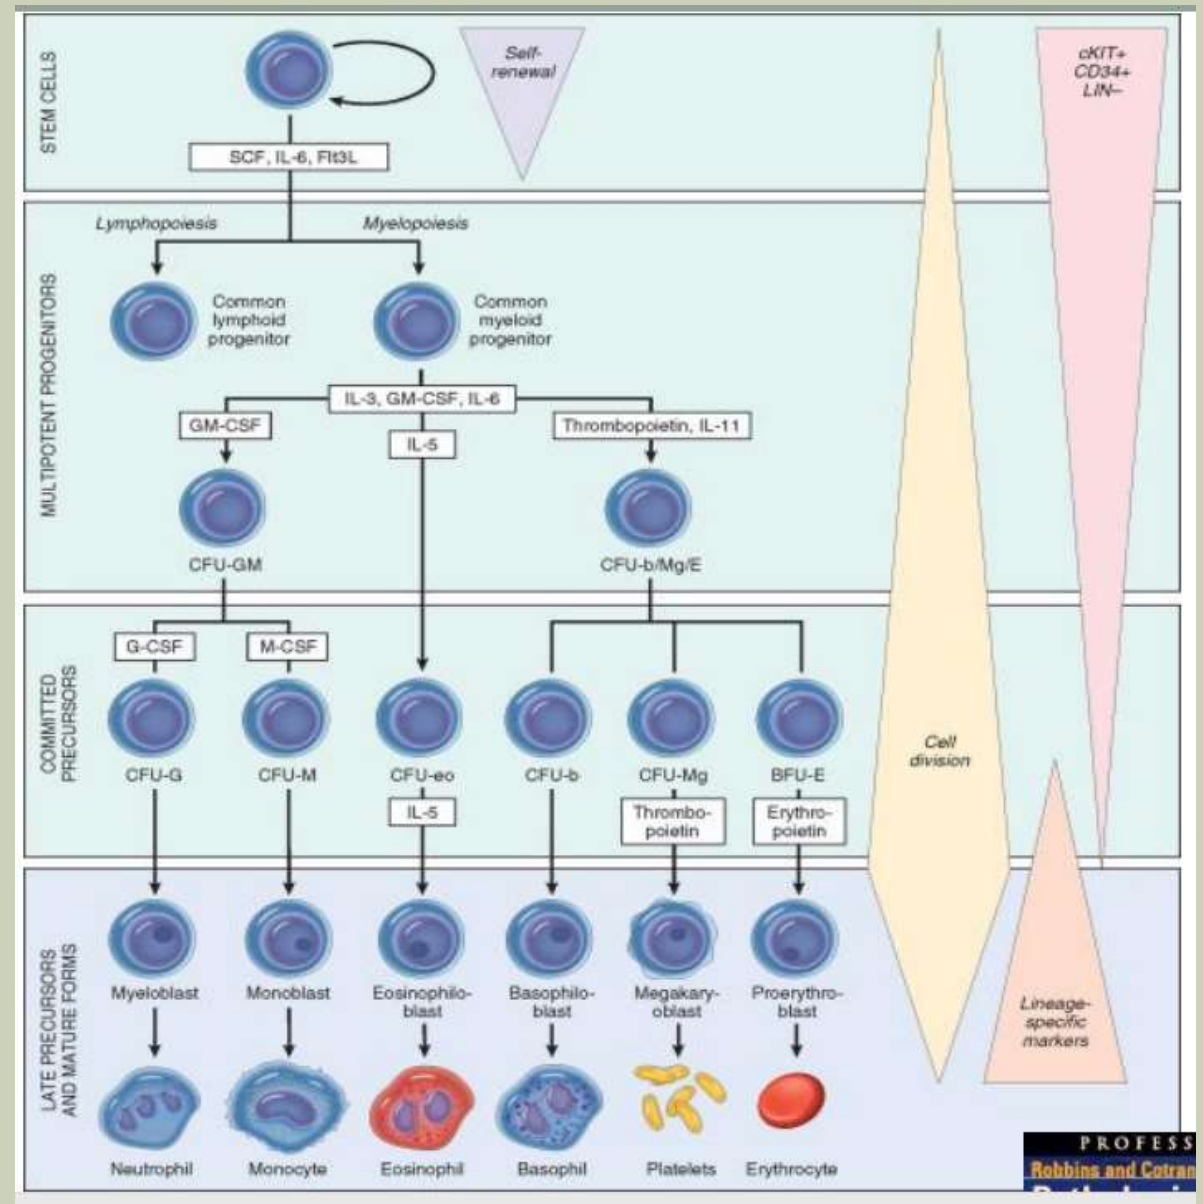 STEM CELLS
Self-
renewal
cKIT+
CD34+
LIN–
SCF, IL-6, Flt3L
MULTIPOTENT PROGENITORS
Lymphopoiesis
Myelopoiesis
Common
lymphoid
progenitor
Common
myeloid
progenitor
IL-3, GM-CSF, IL-6
GM-CSF
IL-5
Thrombopoietin, IL-11
CFU-GM
CFU-b/Mg/E
COMMITTED
PRECURSORS
G-CSF
M-CSF
CFU-G
CFU-M
CFU-eo
CFU-b
CFU-Mg
BFU-E
IL-5
Thrombo-
poietin
Erythro-
poietin
Cell
division
LATE PRECURSORS
AND MATURE FORMS
Myeloblast
Monoblast
Eosinophilo-
blast
Basophilo-
blast
Megakary-
oblast
Proerythro-
blast
Lineage-
specific
markers
Neutrophil
Monocyte
Eosinophil
Basophil
Platelets
Erythrocyte
PROFESS
Robbins and Cotran